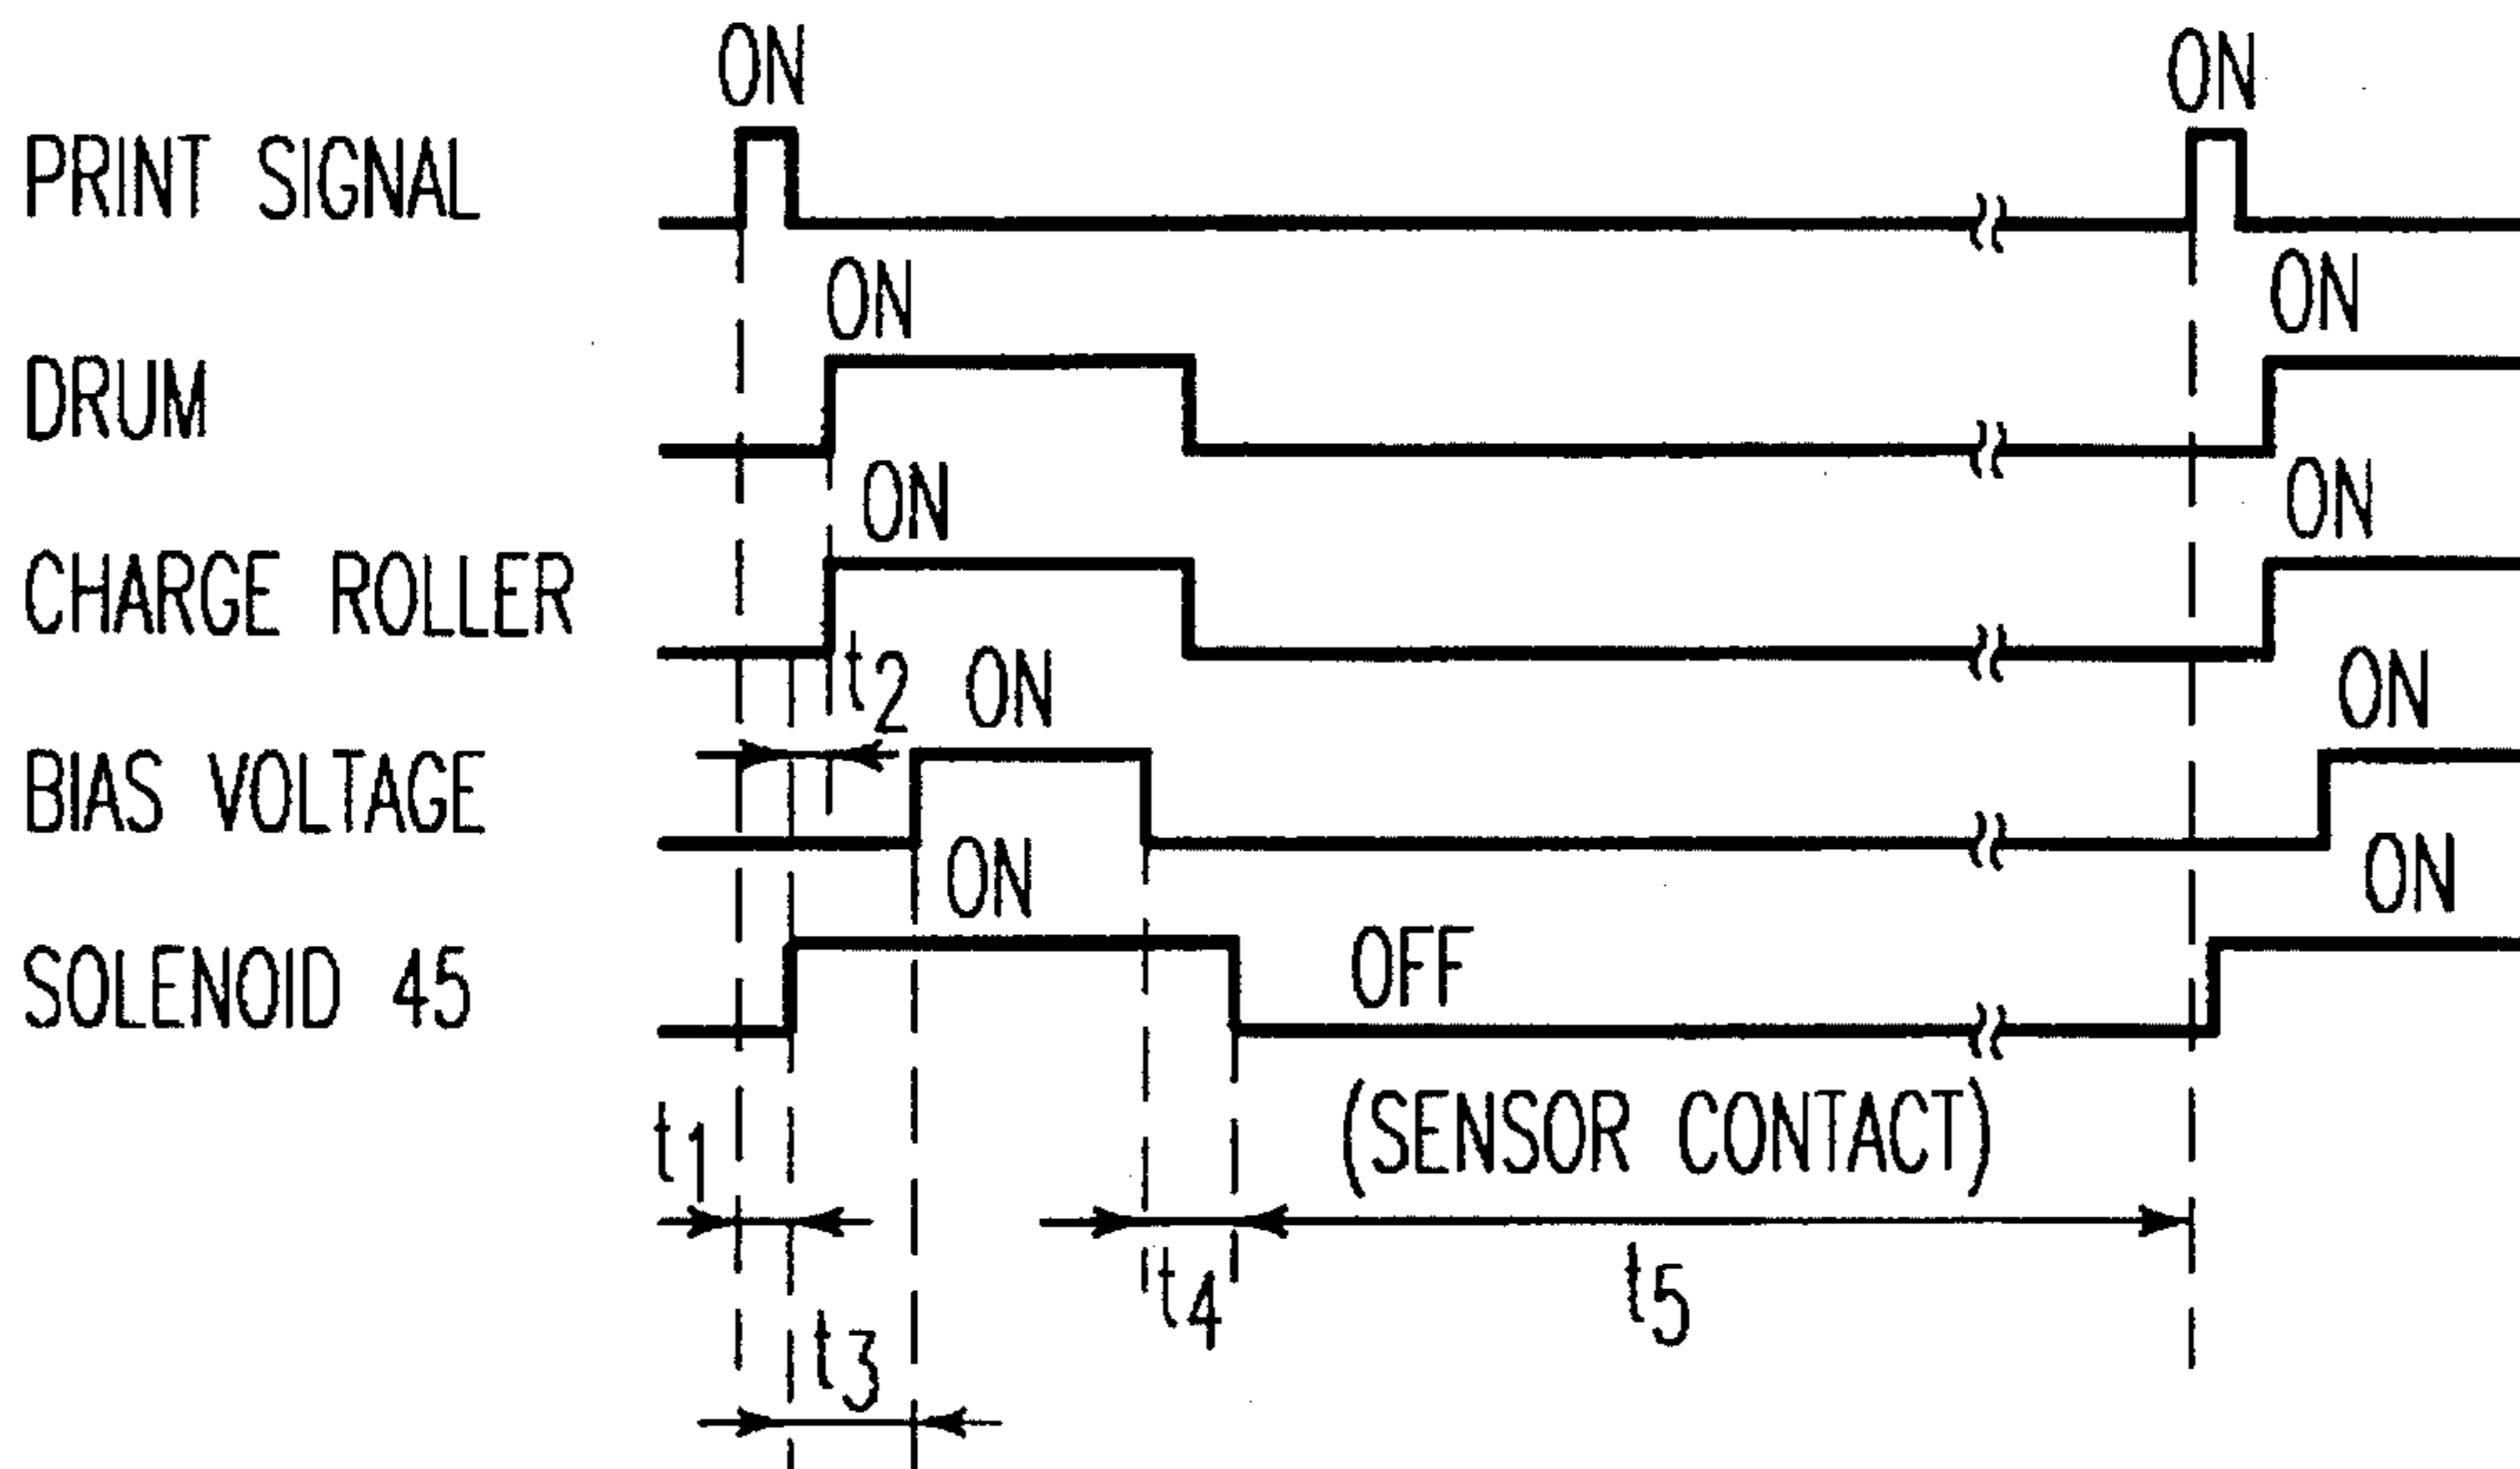 ON ON
PRINT SIGNAL
ON ON
DRUM
ON ON
CHARGE ROLLER
t2 ON ON
BIAS VOLTAGE
ON ON
SOLENOID 45 OFF
t1 (SENSOR CONTACT)
t4 t5
t3